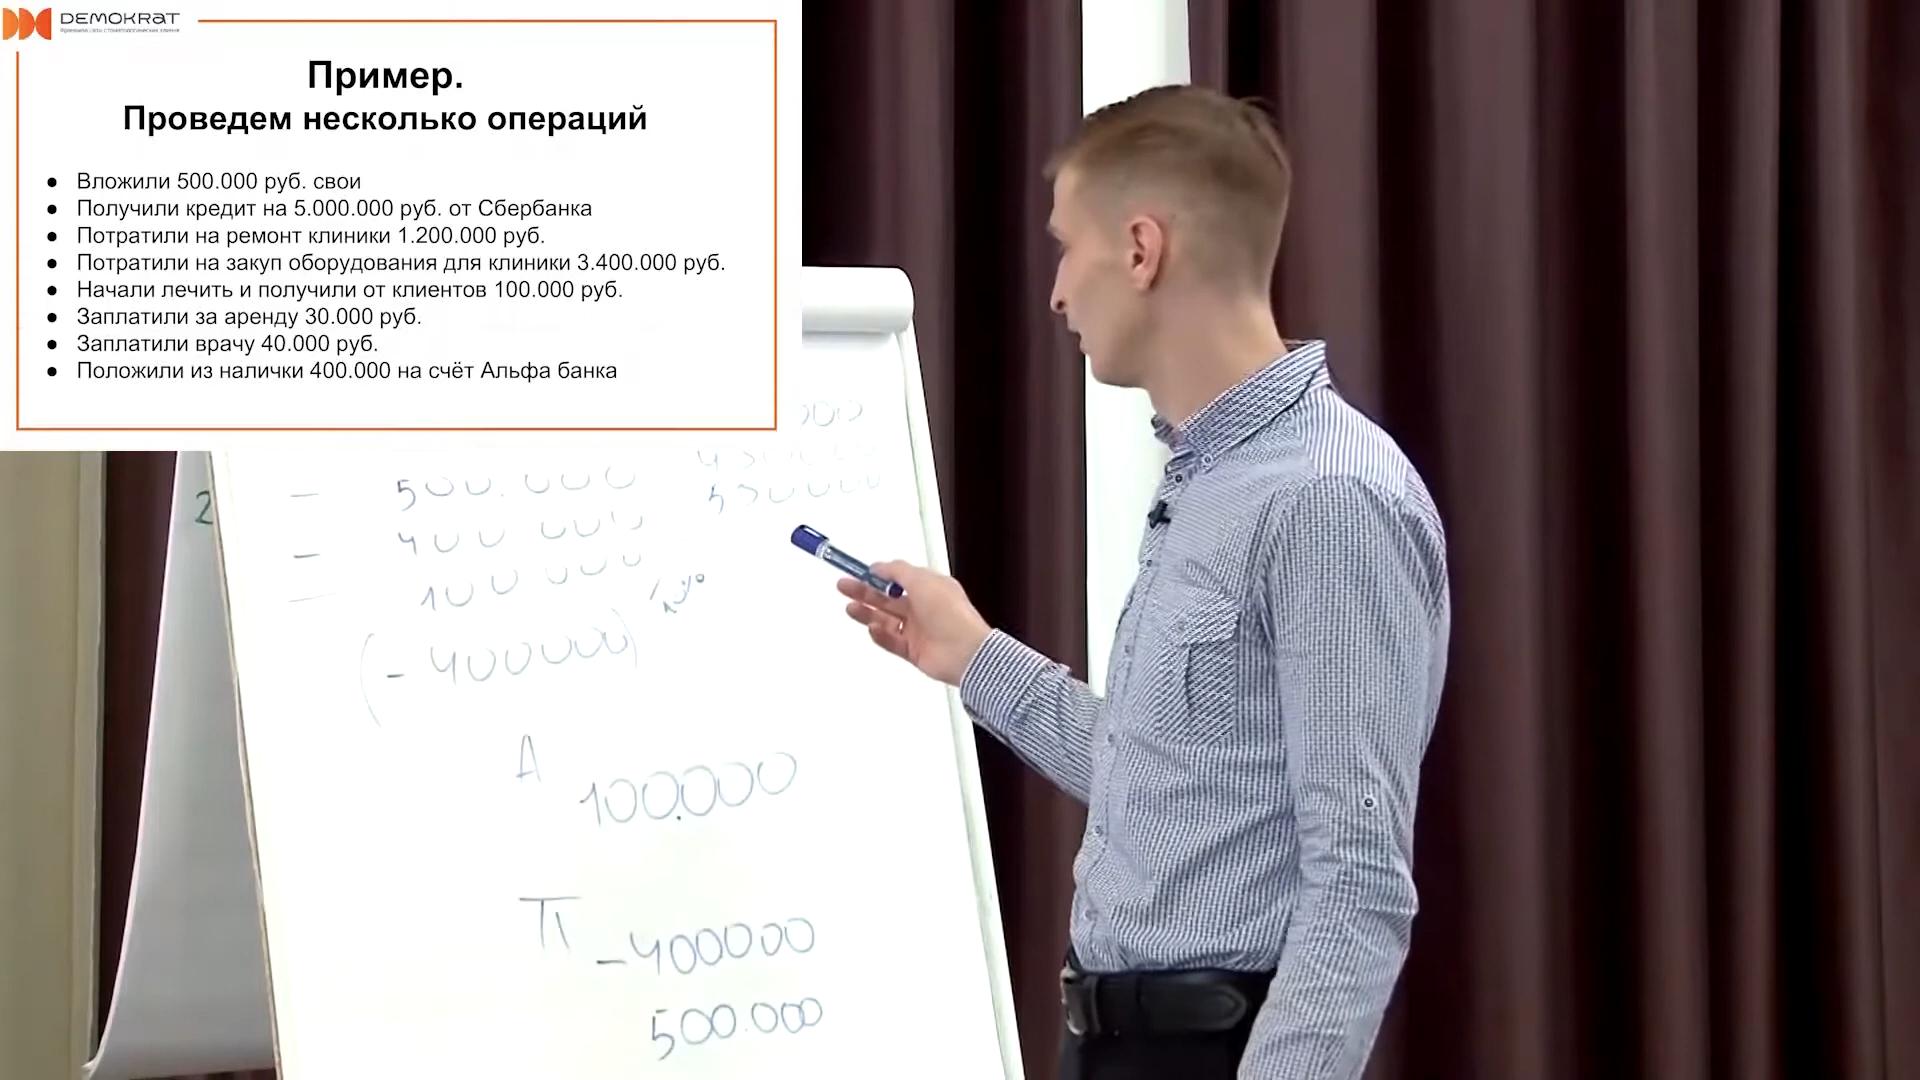 DEMOKRAT
Пример.
Проведем несколько операций
● Вложили 500.000 руб. свои
● Получили кредит на 5.000.000 руб. от Сбербанка
● Потратили на ремонт клиники 1.200.000 руб.
● Потратили на закуп оборудования для клиники 3.400.000 руб.
● Начали лечить и получили от клиентов 100.000 руб.
● Заплатили за аренду 30.000 руб.
● Заплатили врачу 40.000 руб.
● Положили из налички 400.000 на счёт Альфа банка
000
2 — 500.000
— 400 000
— 100 000
(- 400000)
А
100.000
П
-400000
500.000